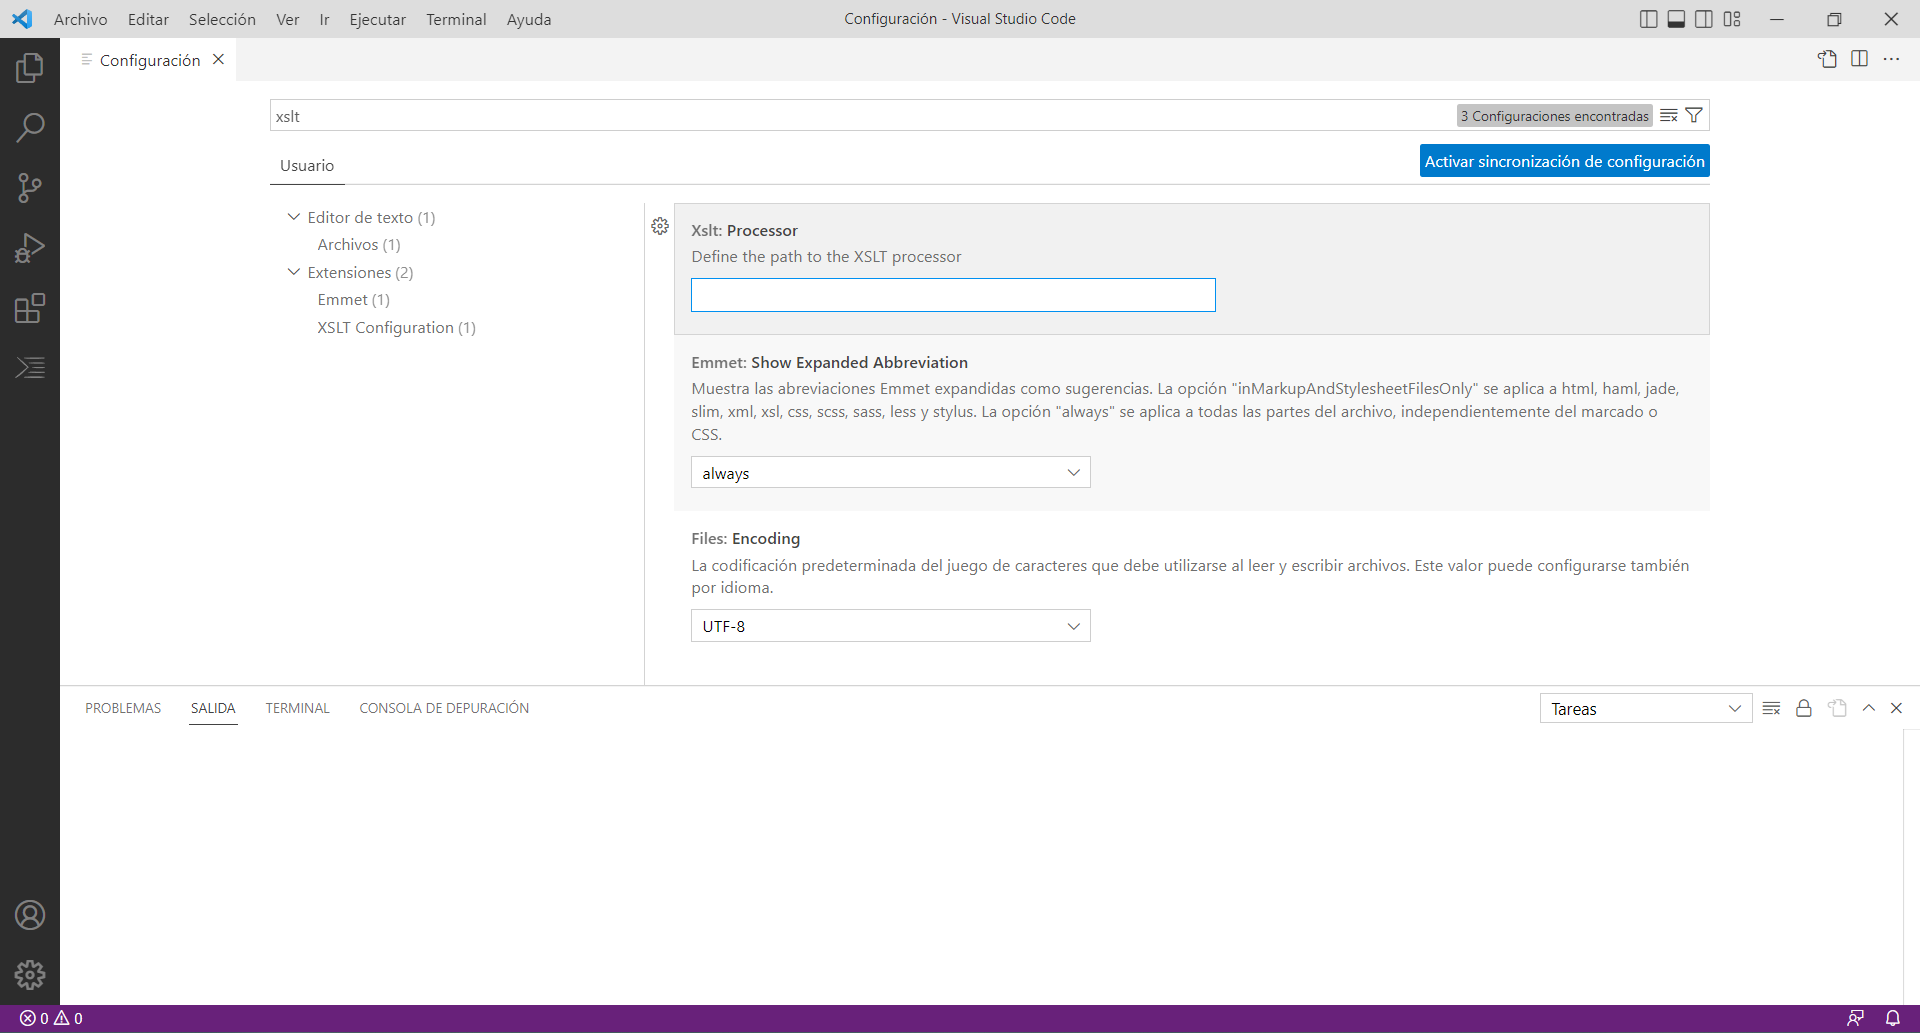 Archivo Editar Selección Ver Ir Ejecutar Terminal Ayuda
Configuración - Visual Studio Code
Configuración
xslt
3 Configuraciones encontradas
Usuario
Activar sincronización de configuración
Editor de texto (1)
Archivos (1)
Extensiones (2)
Emmet (1)
XSLT Configuration (1)
Xslt: Processor
Define the path to the XSLT processor
Emmet: Show Expanded Abbreviation
Muestra las abreviaciones Emmet expandidas como sugerencias. La opción "inMarkupAndStylesheetFilesOnly" se aplica a html, haml, jade,
slim, xml, xsl, css, scss, sass, less y stylus. La opción "always" se aplica a todas las partes del archivo, independientemente del marcado o
CSS.
always
Files: Encoding
La codificación predeterminada del juego de caracteres que debe utilizarse al leer y escribir archivos. Este valor puede configurarse también
por idioma.
UTF-8
PROBLEMAS SALIDA TERMINAL CONSOLA DE DEPURACIÓN
Tareas
0 0